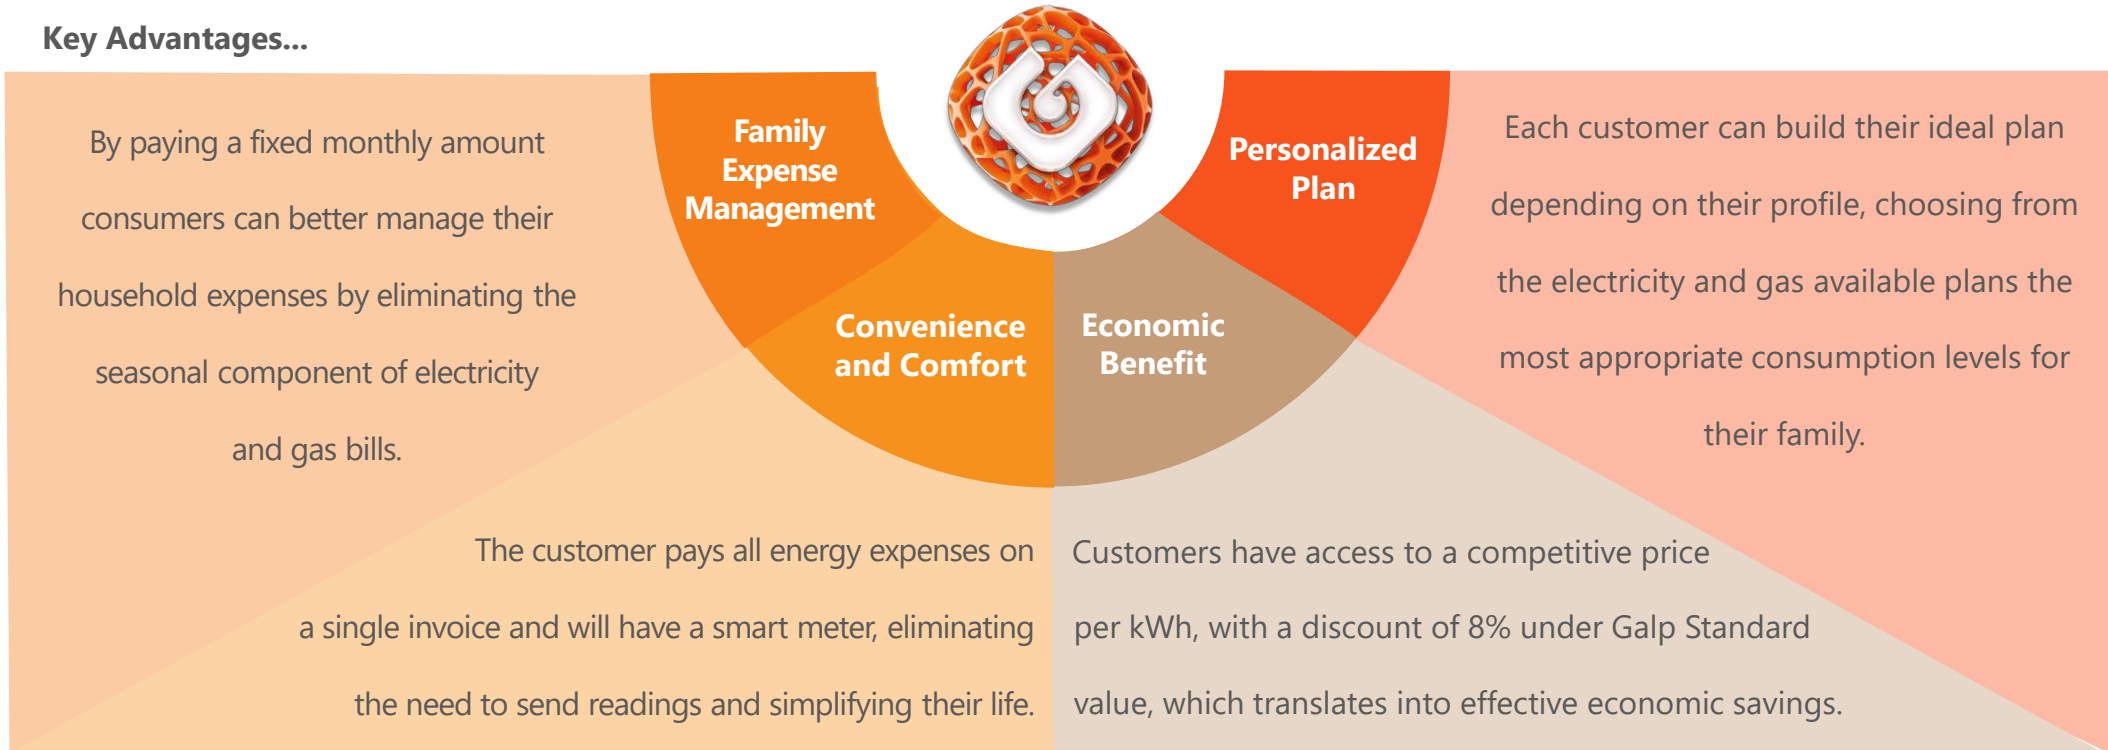 Key Advantages...
Family
Expense
Management
By paying a fixed monthly amount
consumers can better manage their
household expenses by eliminating the
seasonal component of electricity
and gas bills.
Convenience
and Comfort
The customer pays all energy expenses on
a single invoice and will have a smart meter, eliminating
the need to send readings and simplifying their life.
Economic
Benefit
Customers have access to a competitive price
per kWh, with a discount of 8% under Galp Standard
value, which translates into effective economic savings.
Personalized
Plan
Each customer can build their ideal plan
depending on their profile, choosing from
the electricity and gas available plans the
most appropriate consumption levels for
their family.